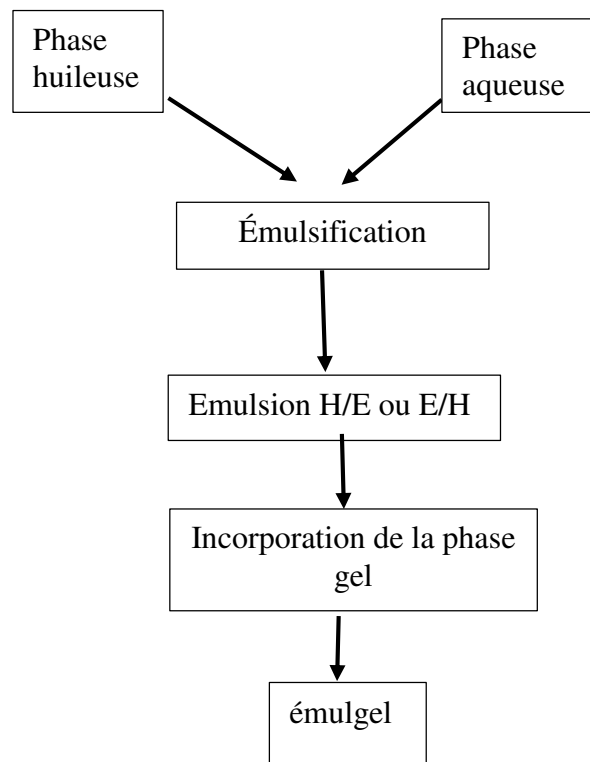 Phase
huileuse
Phase
aqueuse
Émulsification
Emulsion H/E ou E/H
Incorporation de la phase
gel
émulgel